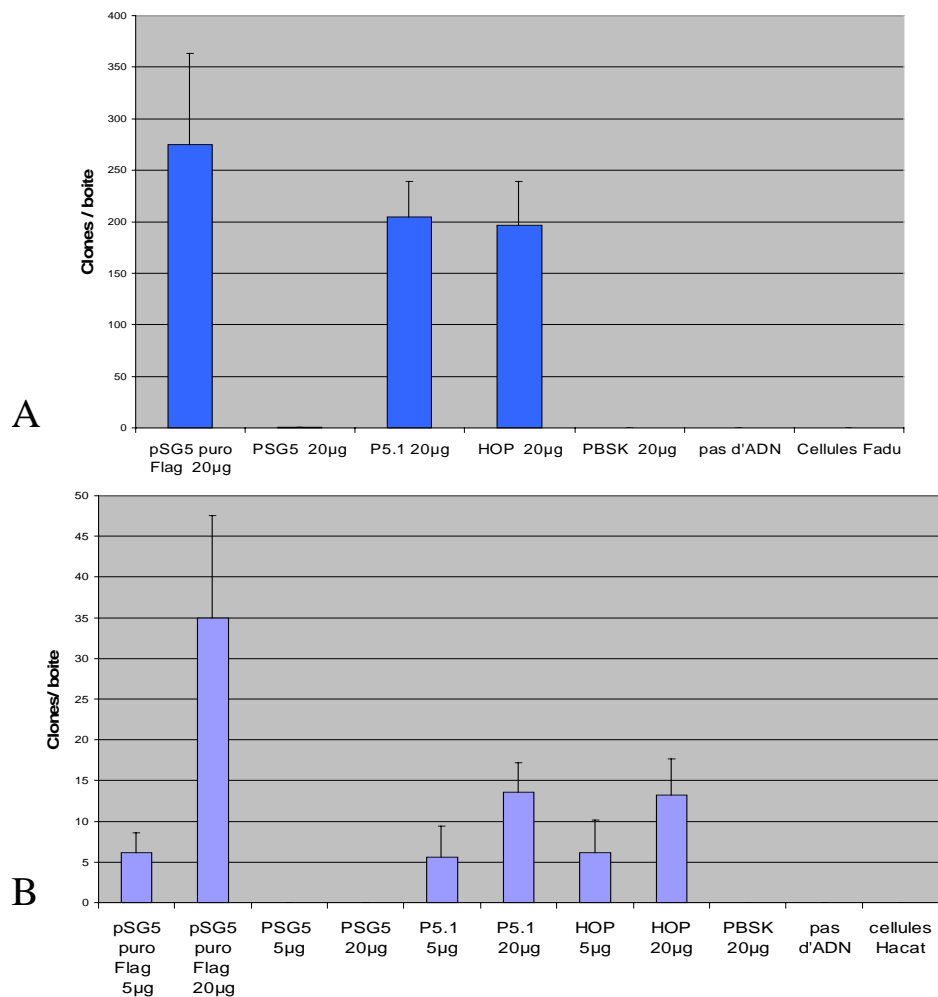 400
350
300
250
200
150
100
50
0
Clones / boite
A
pSG5 puro Flag 20µg
PSG5 20µg
P5.1 20µg
HOP 20µg
PBSK 20µg
pas d'ADN
Cellules Fadu
50
45
40
35
30
25
20
15
10
5
0
Clones/ boite
B
pSG5 puro Flag 5µg
pSG5 puro Flag 20µg
PSG5 5µg
PSG5 20µg
P5.1 5µg
P5.1 20µg
HOP 5µg
HOP 20µg
PBSK 20µg
pas d'ADN
cellules Hacat